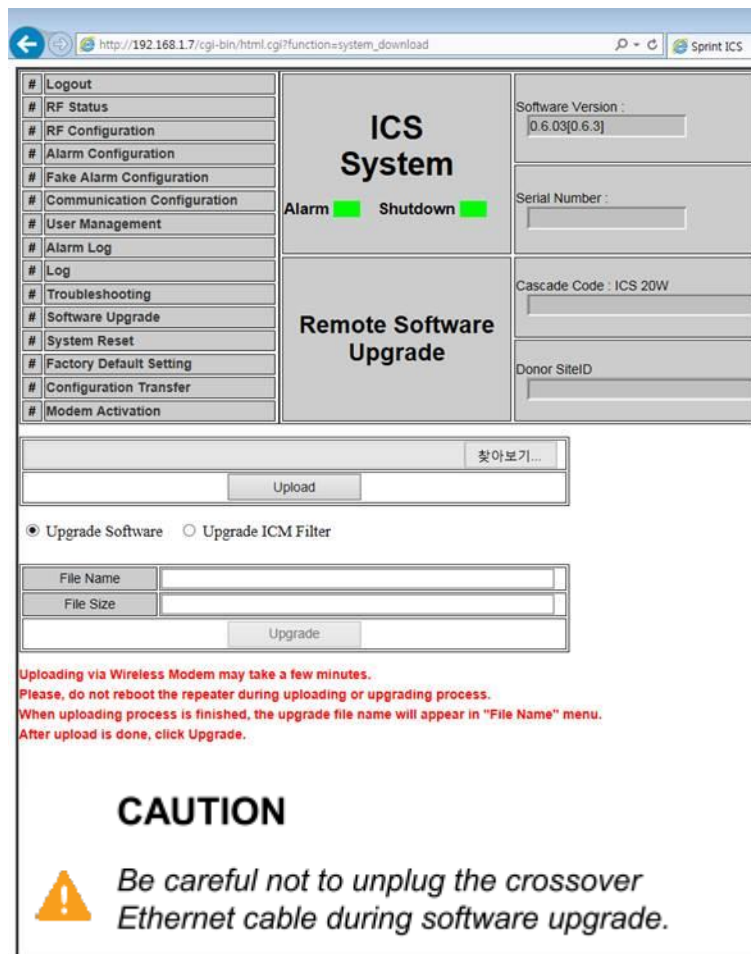 http://192.168.1.7/cgi-bin/html.cgi?function=system_download
Sprint ICS
# Logout
# RF Status
# RF Configuration
# Alarm Configuration
# Fake Alarm Configuration
# Communication Configuration
# User Management
# Alarm Log
# Log
# Troubleshooting
# Software Upgrade
# System Reset
# Factory Default Setting
# Configuration Transfer
# Modem Activation
ICS
System
Alarm Shutdown
Remote Software
Upgrade
Software Version :
0.6.03[0.6.3]
Serial Number :
Cascade Code : ICS 20W
Donor SiteID
찾아보기...
Upload
Upgrade Software Upgrade ICM Filter
File Name
File Size
Upgrade
Uploading via Wireless Modem may take a few minutes.
Please, do not reboot the repeater during uploading or upgrading process.
When uploading process is finished, the upgrade file name will appear in "File Name" menu.
After upload is done, click Upgrade.
CAUTION
Be careful not to unplug the crossover
Ethernet cable during software upgrade.